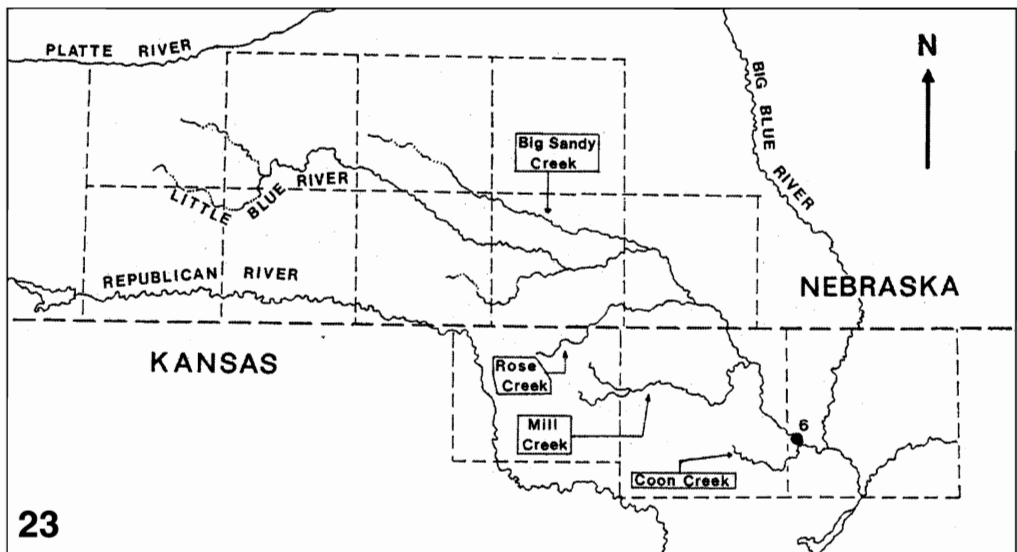 PLATTE RIVER
N
BIG BLUE RIVER
Big Sandy
Creek
LITTLE BLUE RIVER
REPUBLICAN RIVER
NEBRASKA
KANSAS
Rose
Creek
Mill
Creek
6
Coon Creek
23